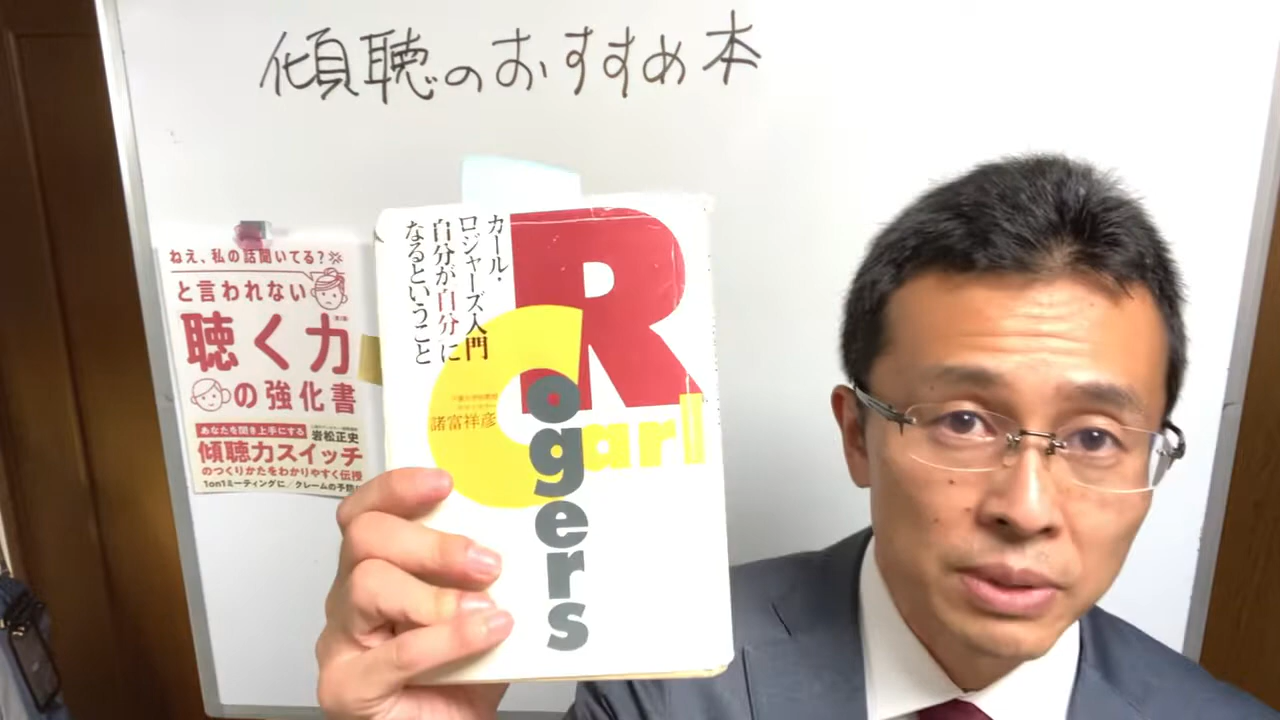 傾聴のおすすめ本
ねえ、私の話聞いてる？
と言われない
聴く力
の強化書
あなたを聞き上手にする
岩松正史
傾聴力スイッチ
のつくりかたをわかりやすく伝授
1on1ミーティングに／クレームの予防に
カール・
ロジャーズ入門
自分が自分に
なるということ
諸富祥彦
Carl
Rogers